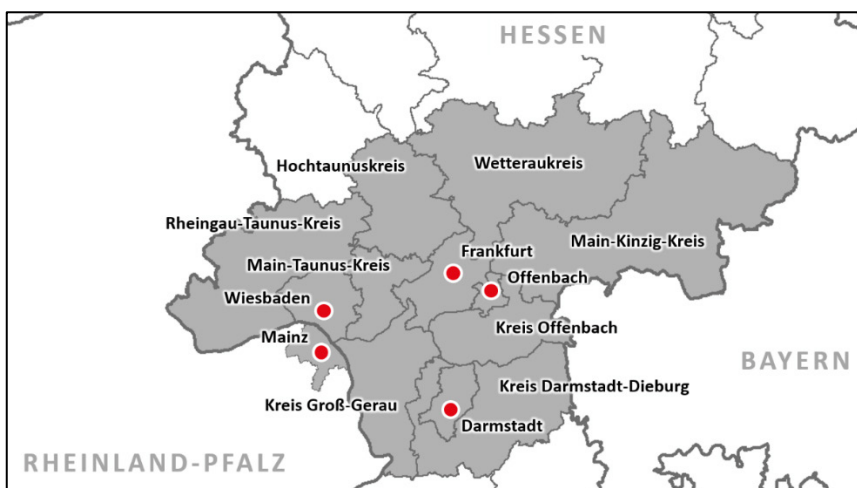 HESSEN
Hochtaunuskreis
Wetteraukreis
Rheingau-Taunus-Kreis
Main-Kinzig-Kreis
Frankfurt
Main-Taunus-Kreis
Offenbach
Wiesbaden
Kreis Offenbach
Mainz
BAYERN
Kreis Darmstadt-Dieburg
Kreis Groß-Gerau
Darmstadt
RHEINLAND-PFALZ